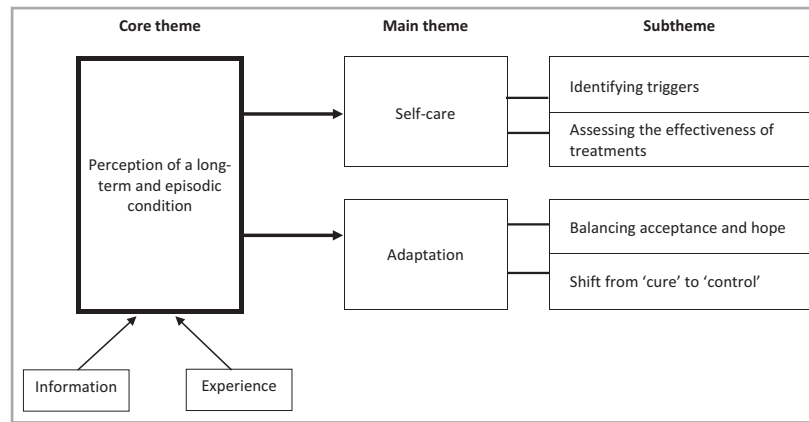 Core theme
Main theme
Subtheme
Perception of a long-
term and episodic
condition
Self-care
Identifying triggers
Assessing the effectiveness of
treatments
Adaptation
Balancing acceptance and hope
Shift from ‘cure’ to ‘control’
Information
Experience